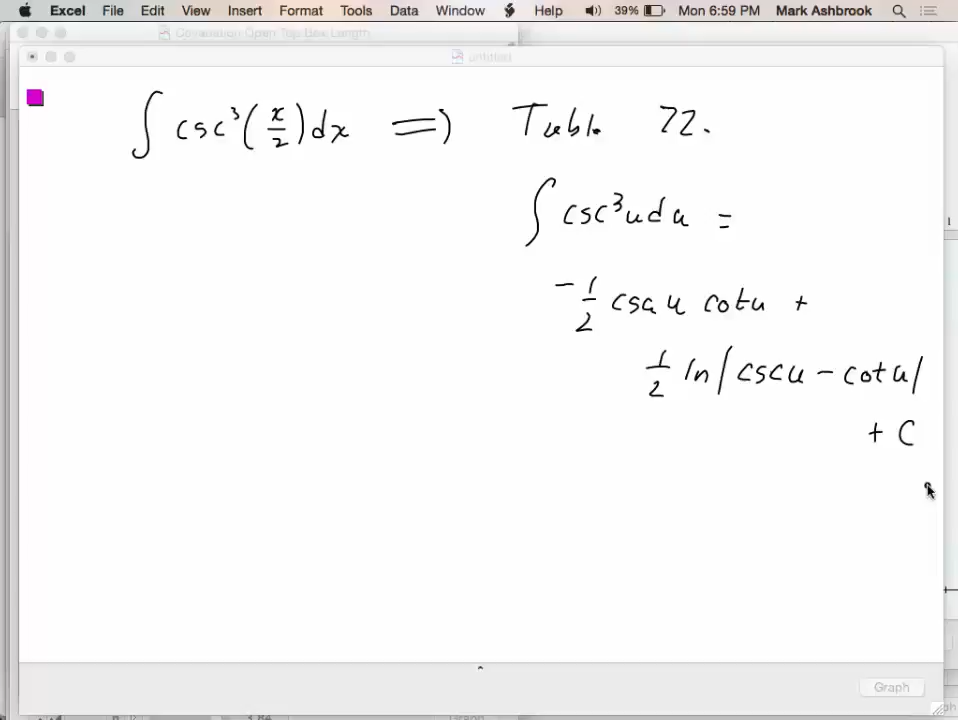 Excel File Edit View Insert Format Tools Data Window Help 39% Mon 6:59 PM Mark Ashbrook
untitled
∫ csc³(x/2) dx ⇒ Table 72.
∫ csc³u du =
-1/2 csc u cot u +
1/2 ln|csc u - cot u|
+ C
Graph